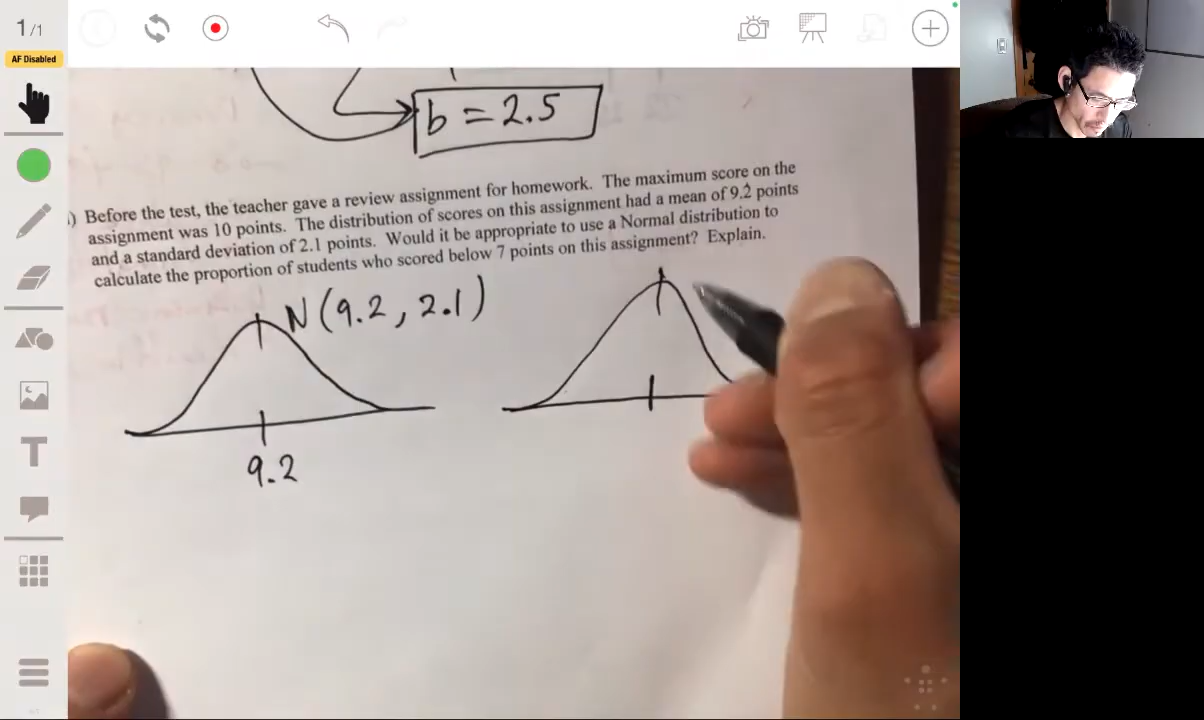 1/1
AF Disabled
b = 2.5
) Before the test, the teacher gave a review assignment for homework. The maximum score on the
assignment was 10 points. The distribution of scores on this assignment had a mean of 9.2 points
and a standard deviation of 2.1 points. Would it be appropriate to use a Normal distribution to
calculate the proportion of students who scored below 7 points on this assignment? Explain.
N(9.2, 2.1)
9.2
T